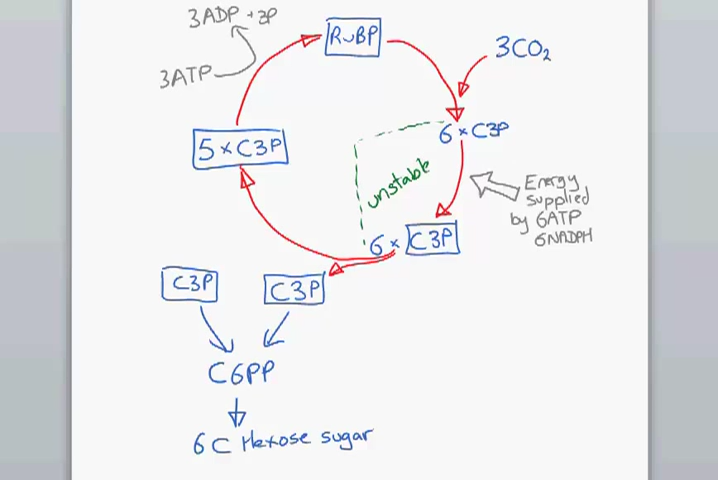 3ADP + 3P
RuBP
3CO₂
3ATP
6 × C3P
5 × C3P
unstable
Energy
supplied
by 6ATP
6NADPH
6 × C3P
C3P
C3P
C6PP
6C Hexose sugar